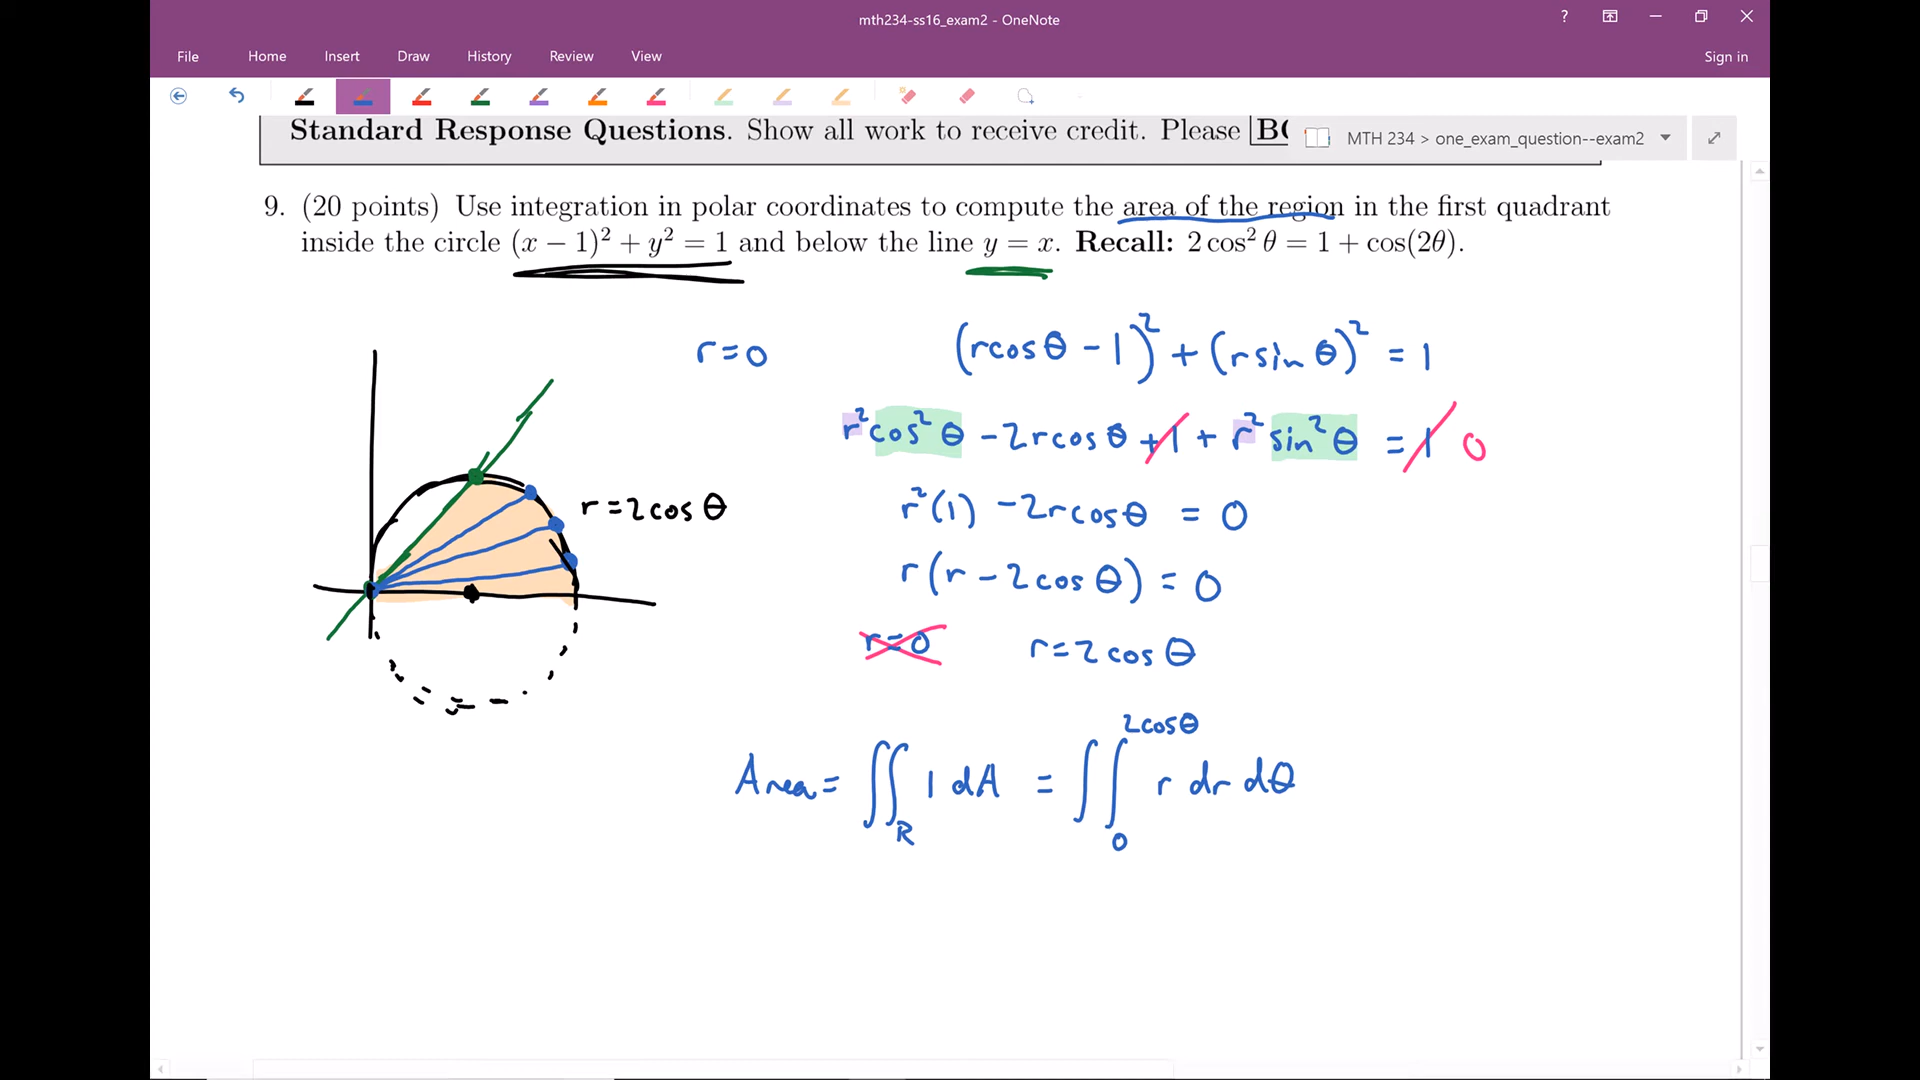 mth234-ss16_exam2 - OneNote
?
File Home Insert Draw History Review View Sign in
Standard Response Questions. Show all work to receive credit. Please
MTH 234 > one_exam_question--exam2
9. (20 points) Use integration in polar coordinates to compute the area of the region in the first quadrant
inside the circle (x − 1)² + y² = 1 and below the line y = x. Recall: 2 cos² θ = 1 + cos(2θ).
r = 0
(r cos θ - 1)² + (r sin θ)² = 1
r² cos² θ - 2r cos θ + 1 + r² sin² θ = 1 0
r = 2 cos θ
r² (1) - 2r cos θ = 0
r (r - 2 cos θ) = 0
r = 0 r = 2 cos θ
Area = ∬_R 1 dA = ∫ ∫_0^{2cosθ} r dr dθ